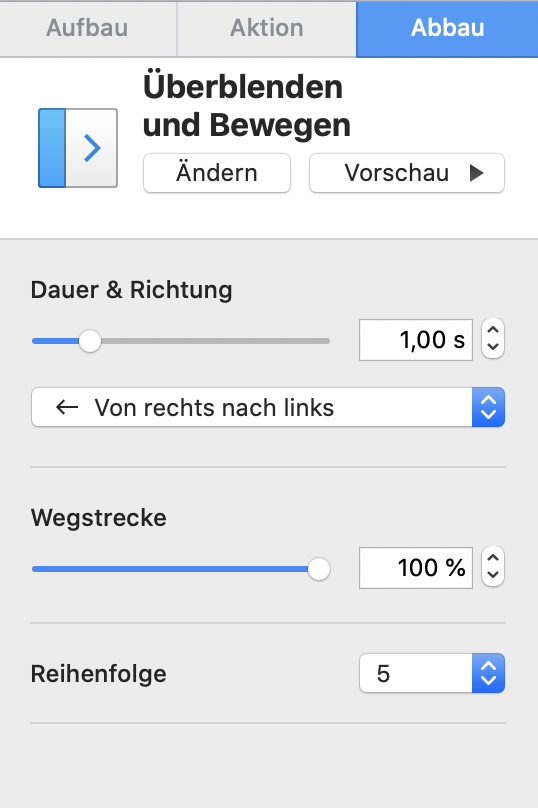 Aufbau
Aktion
Abbau
Überblenden
und Bewegen
Ändern
Vorschau
Dauer & Richtung
1,00 s
← Von rechts nach links
Wegstrecke
100 %
Reihenfolge
5